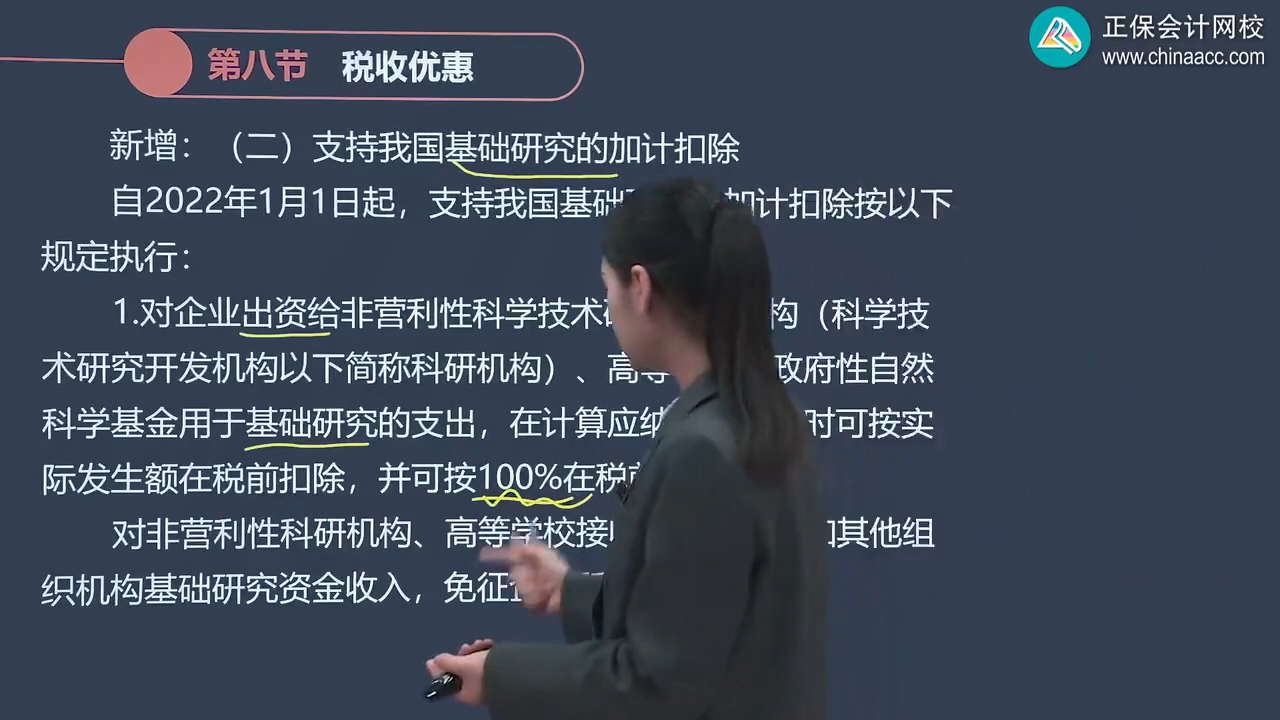 第八节 税收优惠
正保会计网校
www.chinaacc.com
新增：（二）支持我国基础研究的加计扣除
自2022年1月1日起，支持我国基础 加计扣除按以下
规定执行：
1.对企业出资给非营利性科学技术 构（科学技
术研究开发机构以下简称科研机构）、高等 政府性自然
科学基金用于基础研究的支出，在计算应纳 时可按实
际发生额在税前扣除，并可按100%在税前
对非营利性科研机构、高等学校接收 和其他组
织机构基础研究资金收入，免征企